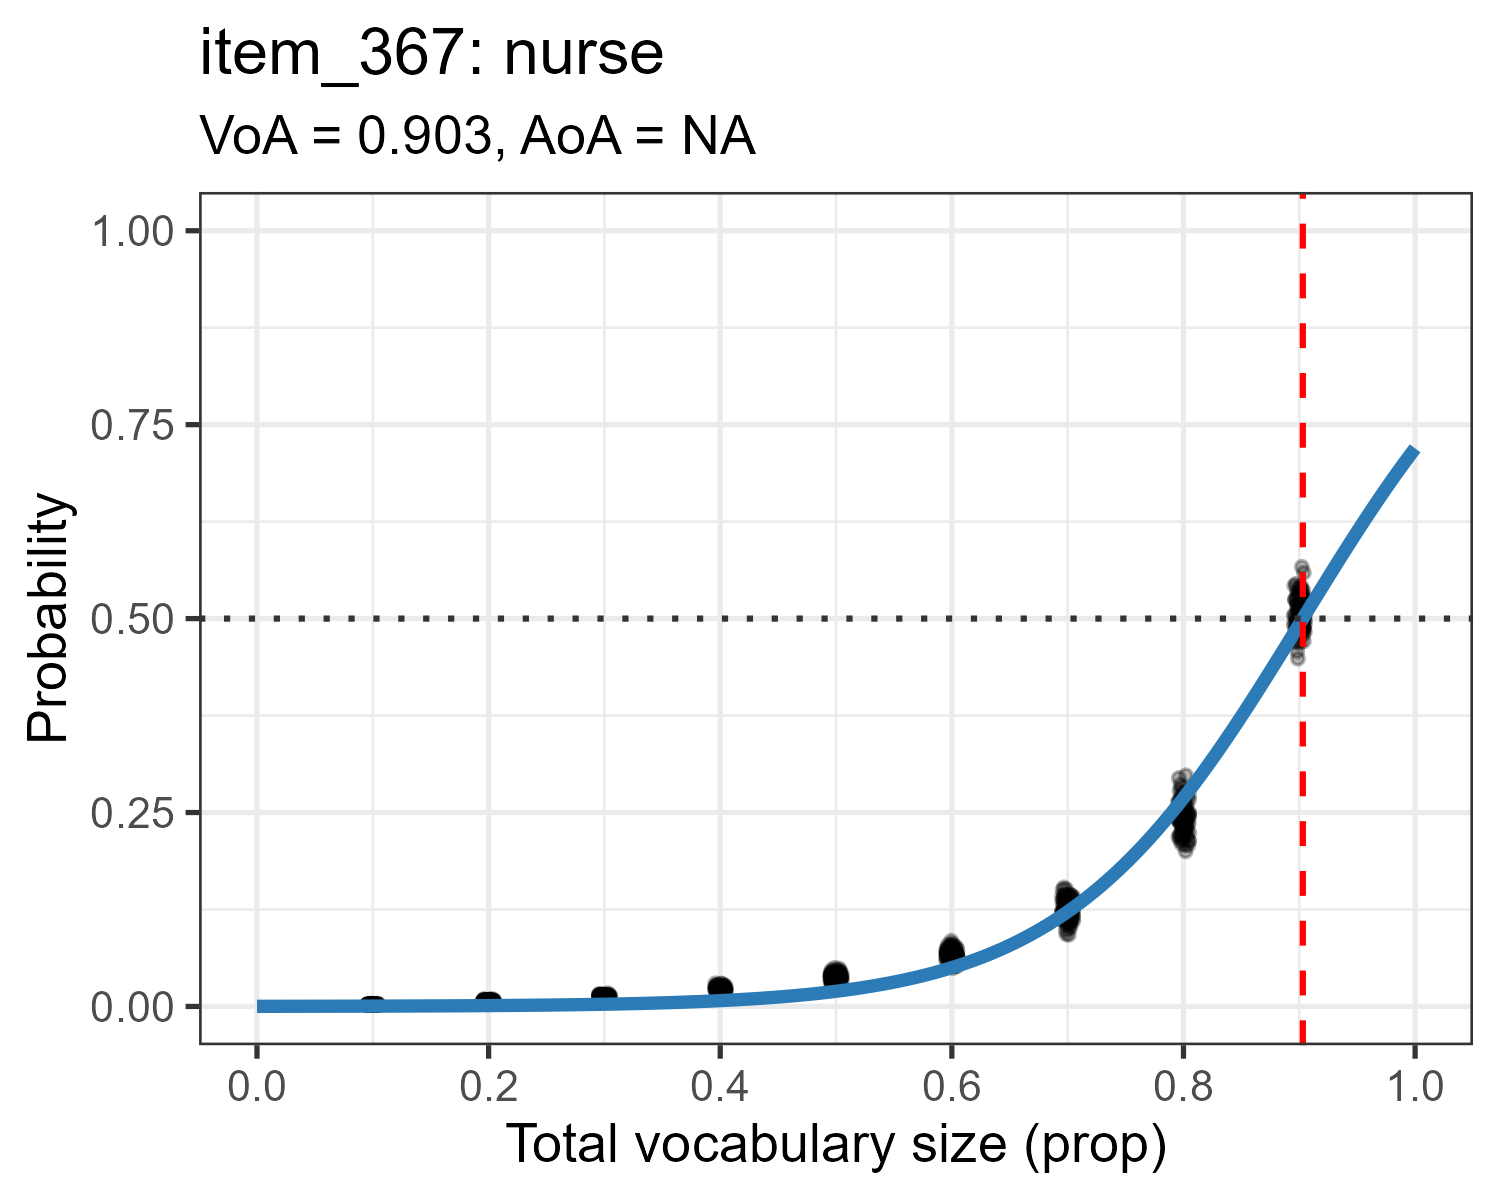 item_367: nurse
VoA = 0.903, AoA = NA
1.00
0.75
0.50
0.25
0.00
Probability
0.0 0.2 0.4 0.6 0.8 1.0
Total vocabulary size (prop)